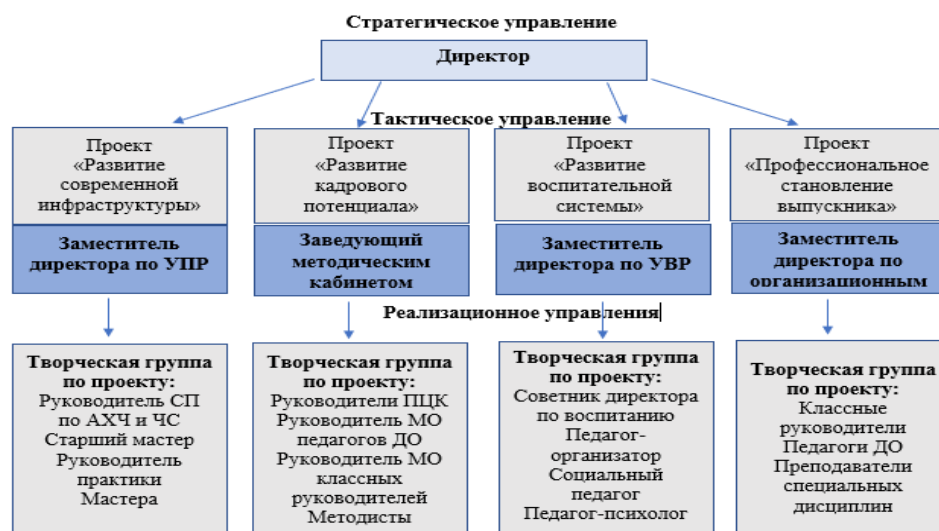 Стратегическое управление
Директор
Тактическое управление
Проект
«Развитие
современной
инфраструктуры»
Заместитель
директора по УПР
Проект
«Развитие
кадрового
потенциала»
Заведующий
методическим
кабинетом
Проект
«Развитие
воспитательной
системы»
Заместитель
директора по УВР
Проект
«Профессиональное
становление
выпускника»
Заместитель
директора по
организационным
Реализационное управления
Творческая группа
по проекту:
Руководитель СП
по АХЧ и ЧС
Старший мастер
Руководитель
практики
Мастера
Творческая группа
по проекту:
Руководители ПЦК
Руководитель МО
педагогов ДО
Руководитель МО
классных
руководителей
Методисты
Творческая группа
по проекту:
Советник директора
по воспитанию
Педагог-
организатор
Социальный
педагог
Педагог-психолог
Творческая группа
по проекту:
Классные
руководители
Педагоги ДО
Преподаватели
специальных
дисциплин